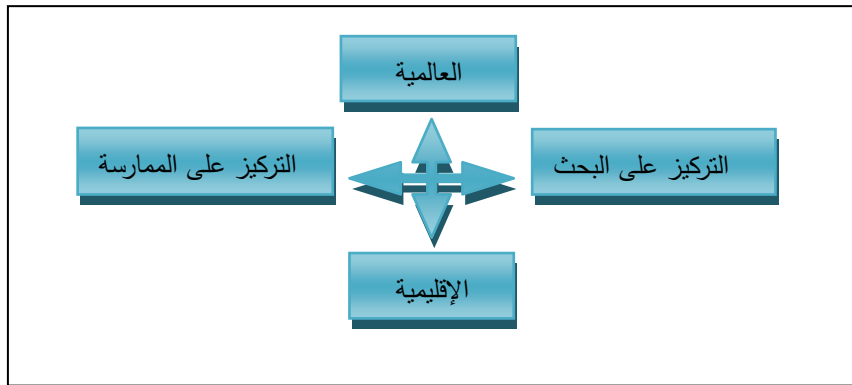 العالمية
التركيز على البحث
التركيز على الممارسة
الإقليمية